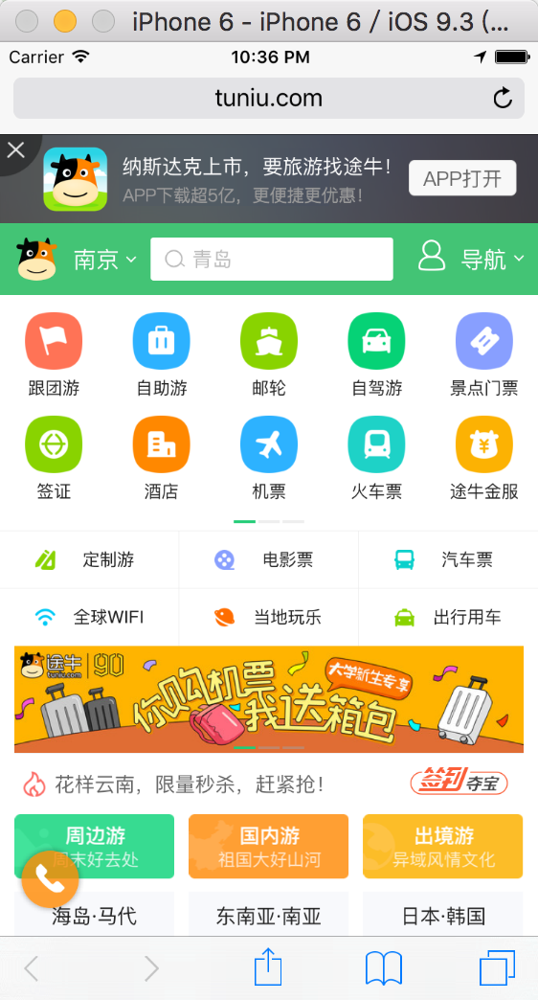 iPhone 6 - iPhone 6 / iOS 9.3 (...
Carrier 10:36 PM
tuniu.com
纳斯达克上市，要旅游找途牛！
APP下载超5亿，更便捷更优惠！
APP打开
南京 青岛 导航
跟团游 自助游 邮轮 自驾游 景点门票
签证 酒店 机票 火车票 途牛金服
定制游 电影票 汽车票
全球WIFI 当地玩乐 出行用车
途牛 90
tuniu.com
大学新生专享
你购机票
我送箱包
花样云南，限量秒杀，赶紧抢！ 签到夺宝
周边游 国内游 出境游
周末好去处 祖国大好山河 异域风情文化
海岛·马代 东南亚·南亚 日本·韩国